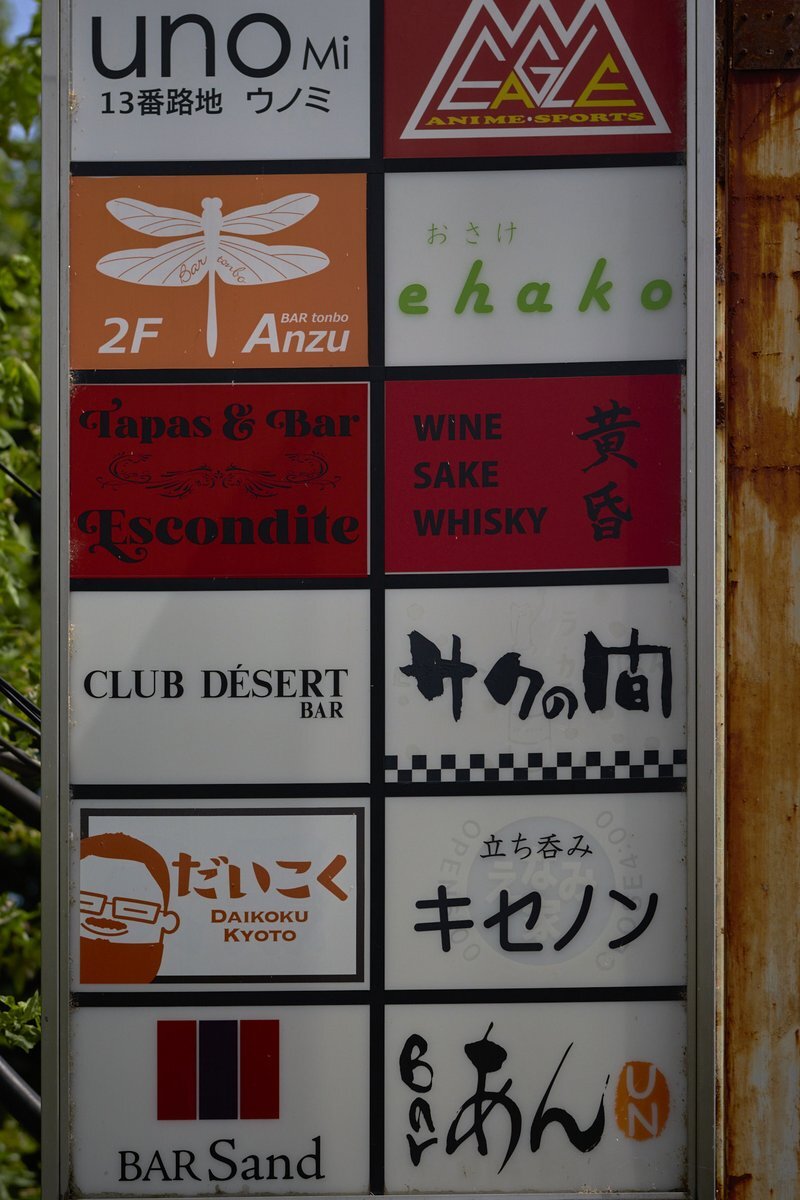 uno Mi
13番路地 ウノミ
EAGLE
ANIME·SPORTS
Bar tonbo
2F
BAR tonbo
Anzu
おさけ
ehako
Tapas & Bar
Escondite
WINE
SAKE
WHISKY
黄昏
CLUB DÉSERT
BAR
サクの間
だいこく
DAIKOKU
KYOTO
立ち呑み
キセノン
BAR Sand
Bar
あん
UN